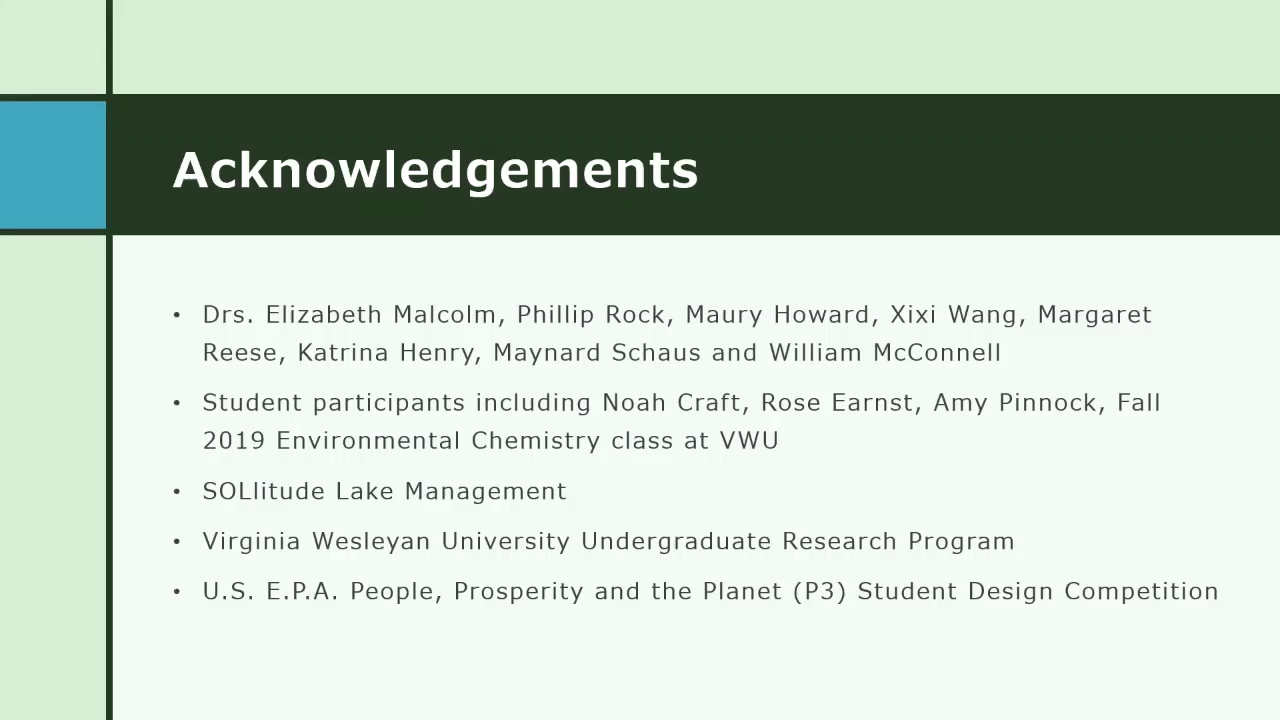 Acknowledgements
• Drs. Elizabeth Malcolm, Phillip Rock, Maury Howard, Xixi Wang, Margaret
Reese, Katrina Henry, Maynard Schaus and William McConnell
• Student participants including Noah Craft, Rose Earnst, Amy Pinnock, Fall
2019 Environmental Chemistry class at VWU
• SOLlitude Lake Management
• Virginia Wesleyan University Undergraduate Research Program
• U.S. E.P.A. People, Prosperity and the Planet (P3) Student Design Competition